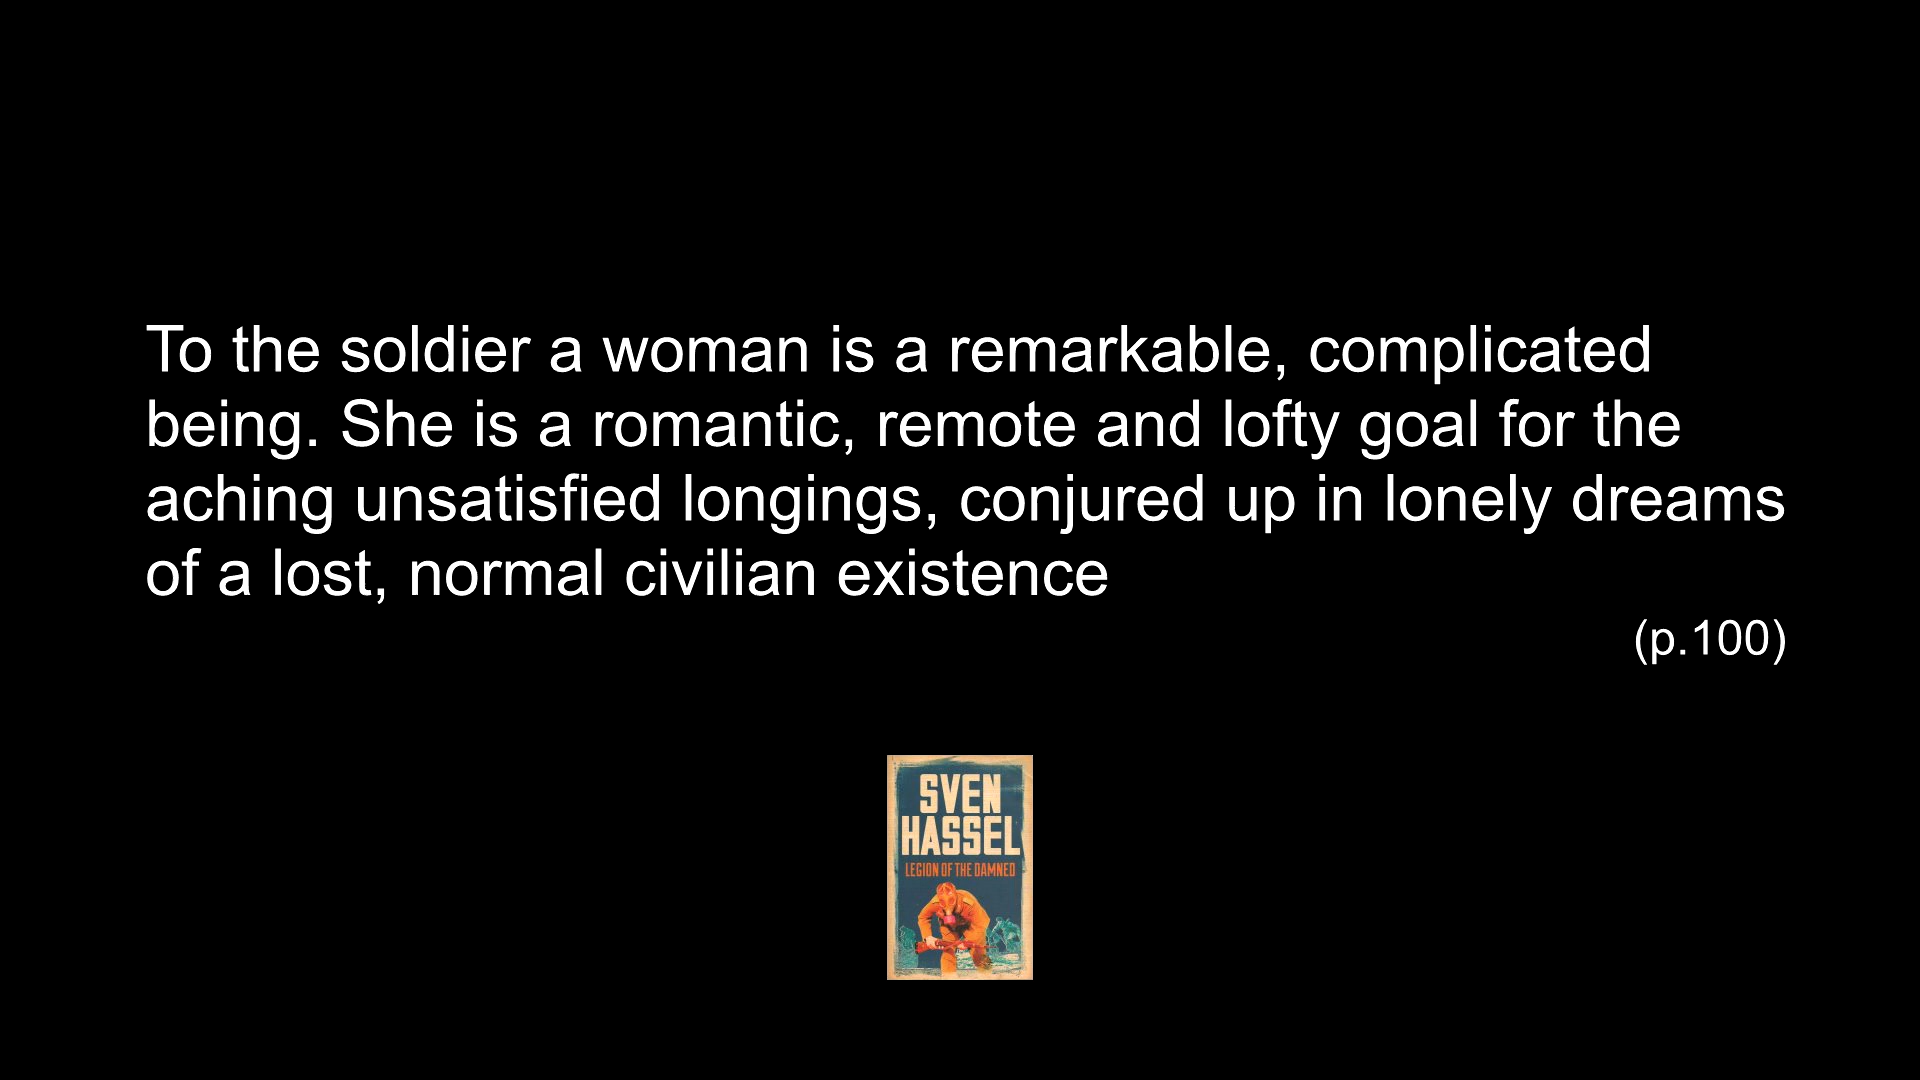 To the soldier a woman is a remarkable, complicated
being. She is a romantic, remote and lofty goal for the
aching unsatisfied longings, conjured up in lonely dreams
of a lost, normal civilian existence
(p.100)
SVEN
HASSEL
LEGION OF THE DAMNED